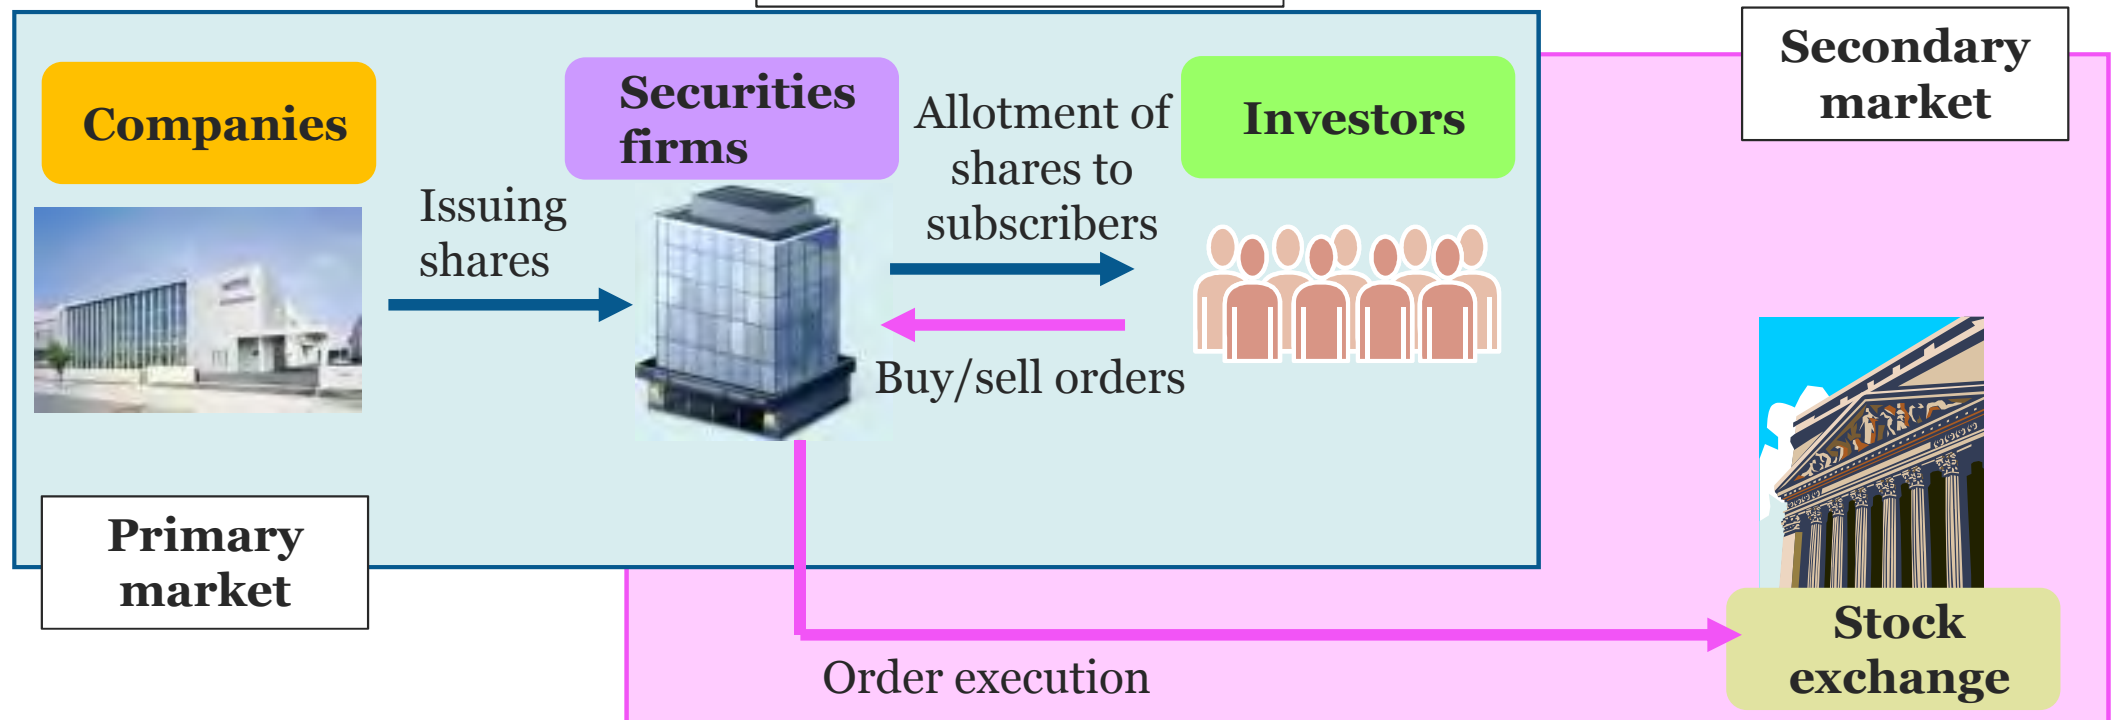 Secondary
market
Companies
Securities
firms
Allotment of
shares to
subscribers
Investors
Issuing
shares
Buy/sell orders
Primary
market
Order execution
Stock
exchange